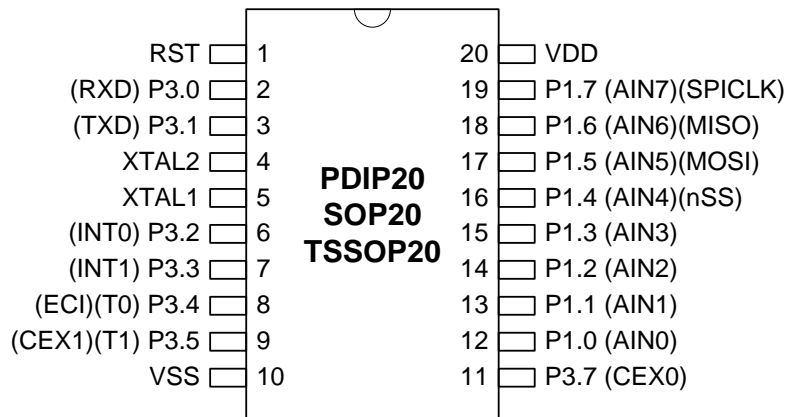 RST 1 20 VDD
(RXD) P3.0 2 19 P1.7 (AIN7)(SPICLK)
(TXD) P3.1 3 18 P1.6 (AIN6)(MISO)
XTAL2 4 17 P1.5 (AIN5)(MOSI)
XTAL1 5 16 P1.4 (AIN4)(nSS)
(INT0) P3.2 6 15 P1.3 (AIN3)
(INT1) P3.3 7 14 P1.2 (AIN2)
(ECI)(T0) P3.4 8 13 P1.1 (AIN1)
(CEX1)(T1) P3.5 9 12 P1.0 (AIN0)
VSS 10 11 P3.7 (CEX0)
PDIP20
SOP20
TSSOP20